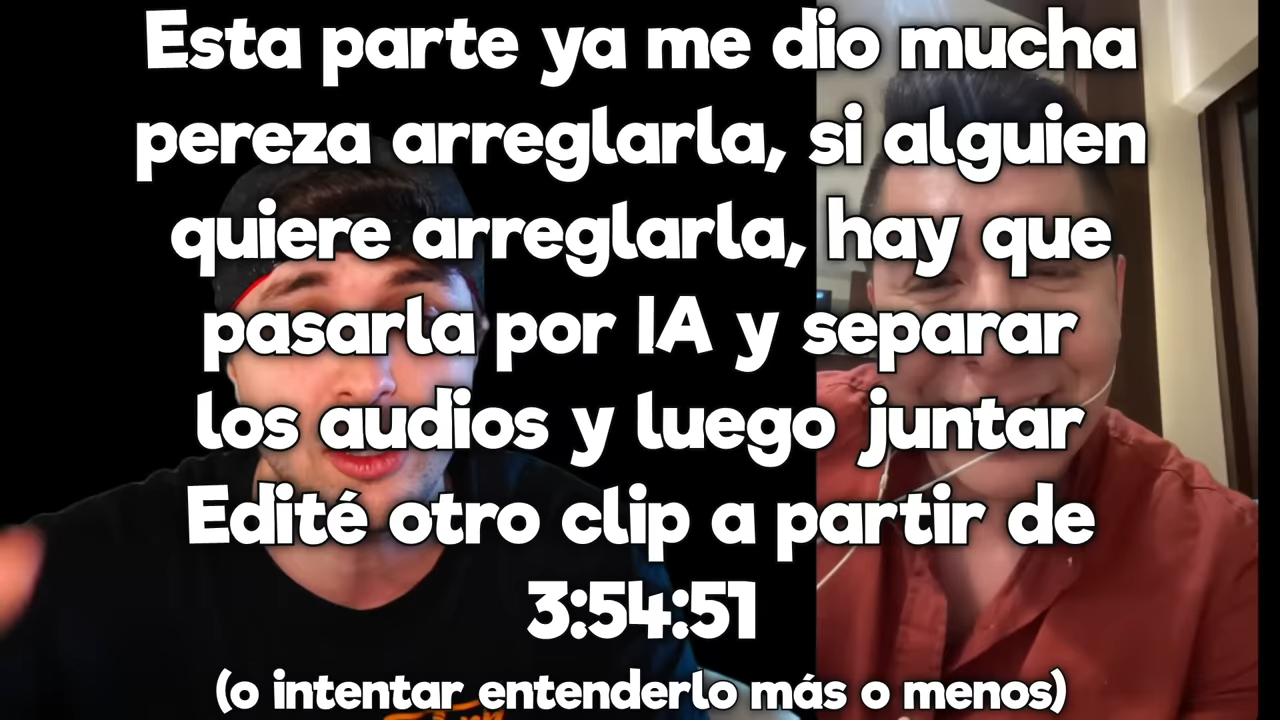 Esta parte ya me dio mucha
pereza arreglarla, si alguien
quiere arreglarla, hay que
pasarla por IA y separar
los audios y luego juntar
Edité otro clip a partir de
3:54:51
(o intentar entenderlo más o menos)